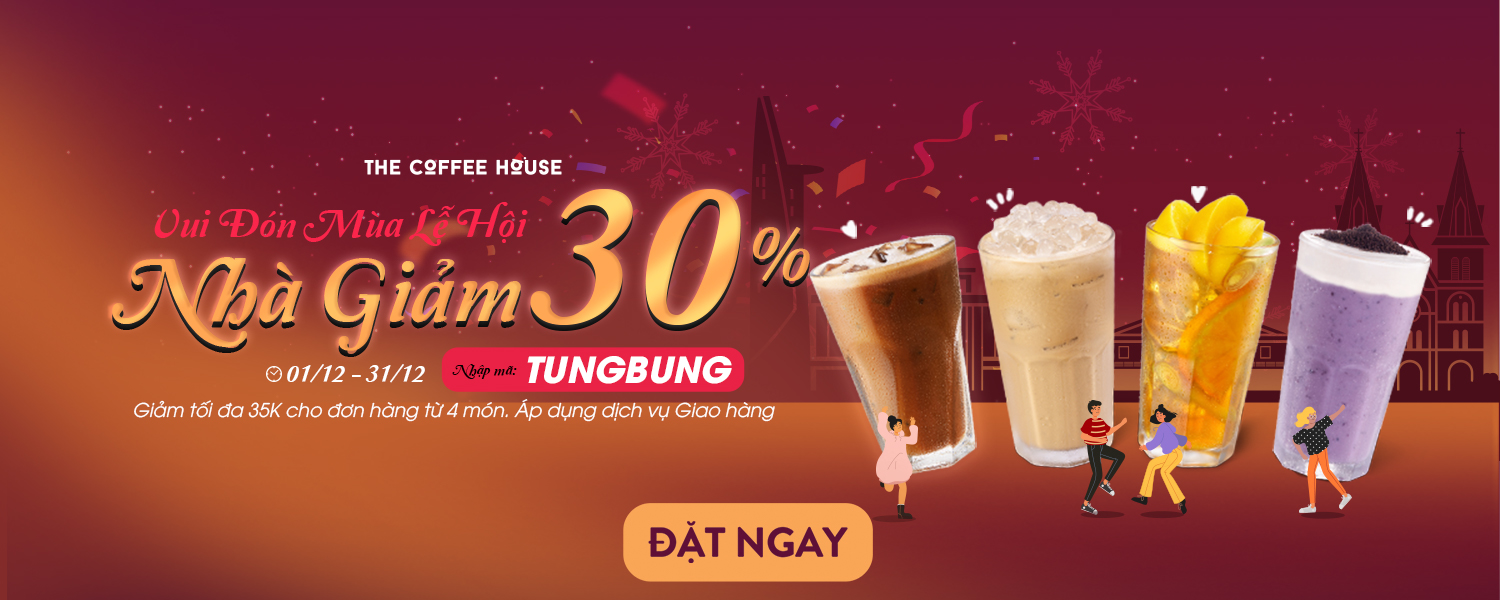 THE COFFEE HOUSE
Vui Đón Mùa Lễ Hội
Nhà Giảm 30%
01/12 - 31/12 Nhập mã: TUNGBUNG
Giảm tối đa 35K cho đơn hàng từ 4 món. Áp dụng dịch vụ Giao hàng
ĐẶT NGAY